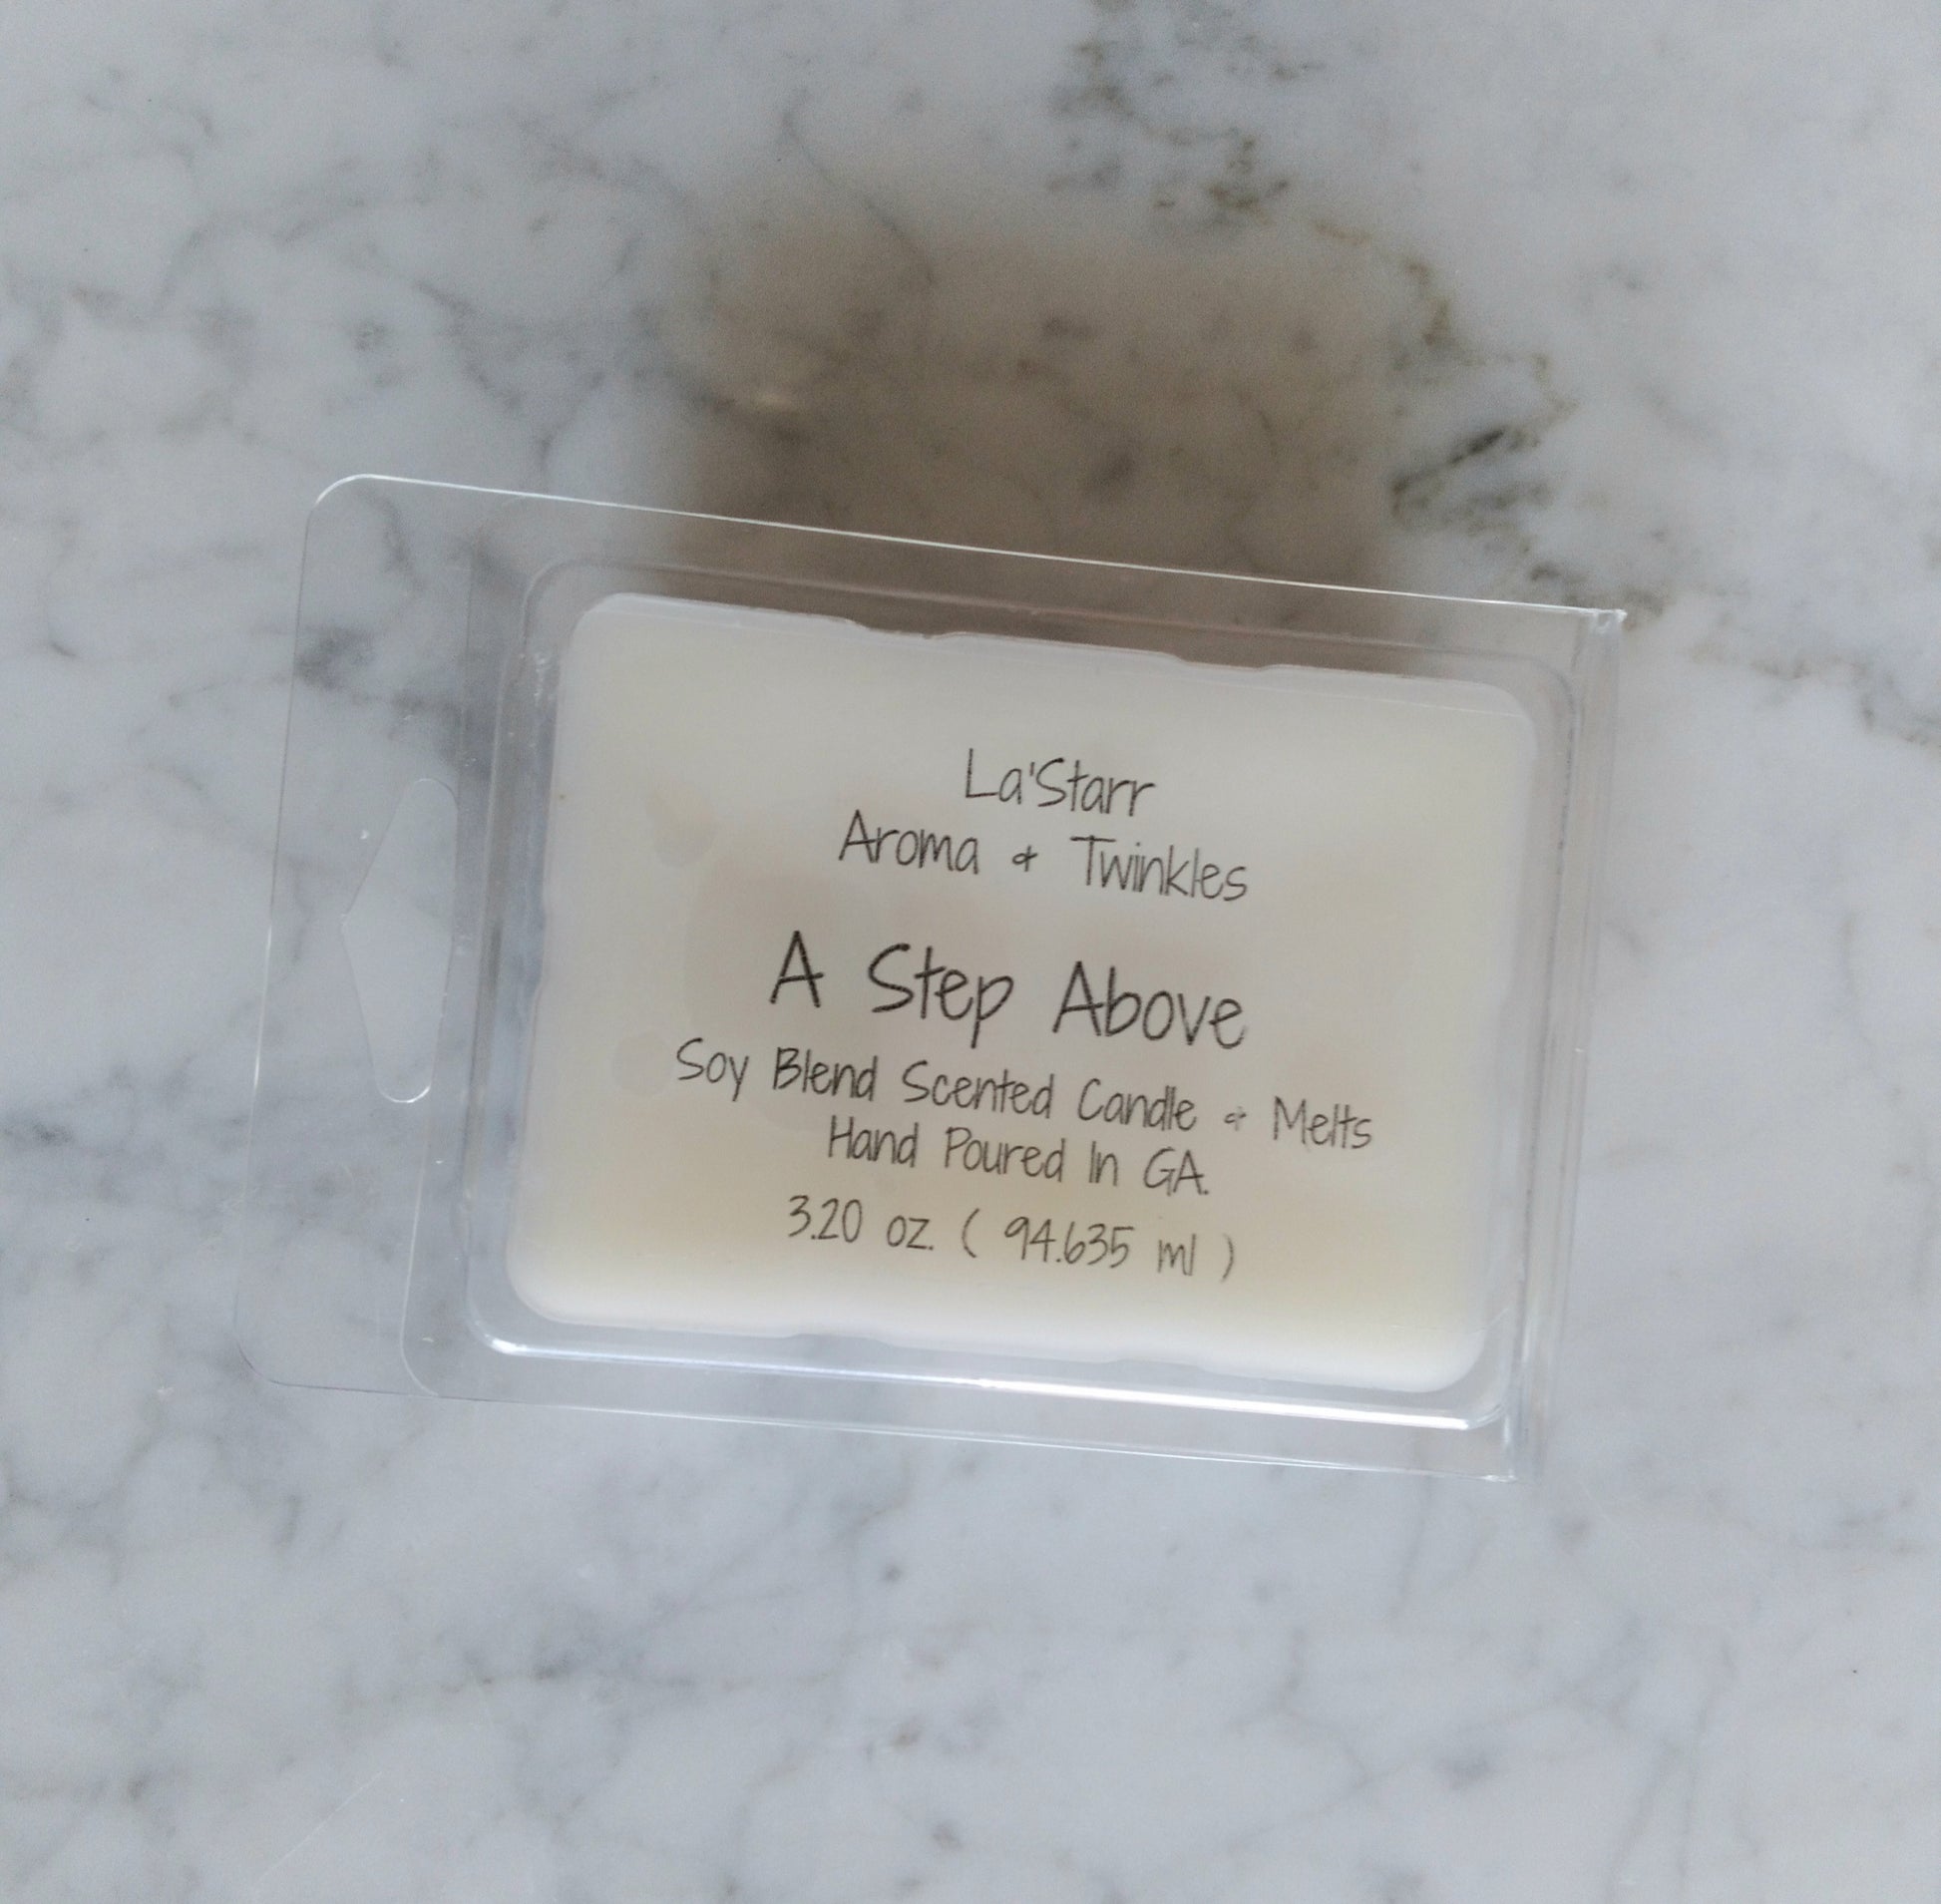 La'Starr
Aroma & Twinkles
A Step Above
Soy Blend Scented Candle & Melts
Hand Poured In GA.
3.20 oz. ( 94.635 ml )